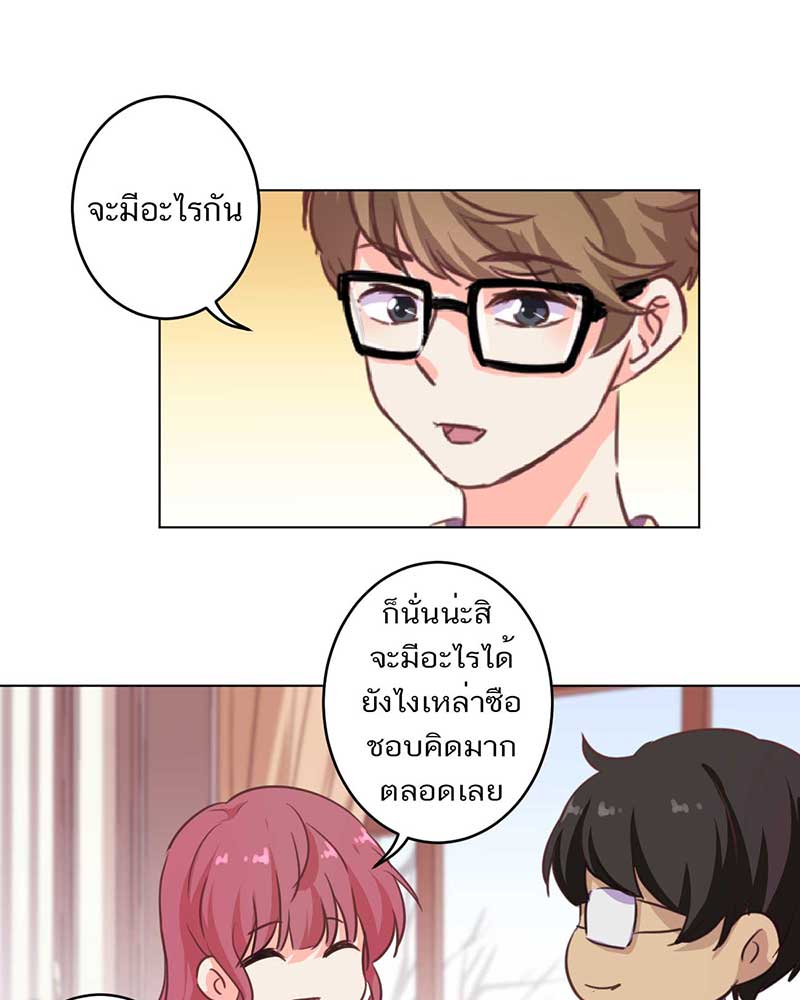 จะมีอะไรกัน
ก็นั่นน่ะสิ
จะมีอะไรได้
ยังไงเหล่าซือ
ชอบคิดมาก
ตลอดเลย